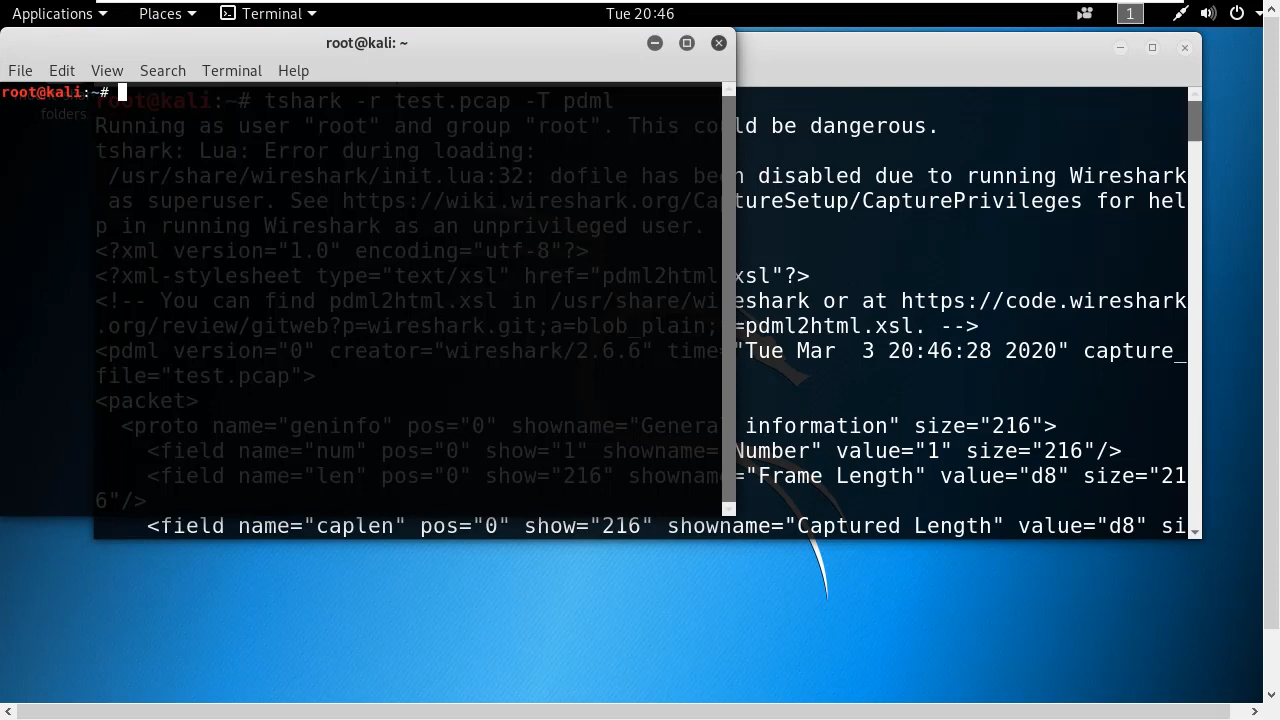 Applications Places Terminal Tue 20:46 1
root@kali: ~
File Edit View Search Terminal Help
root@kali:~#
folders
root@kali:~# tshark -r test.pcap -T pdml
Running as user "root" and group "root". This could be dangerous.
tshark: Lua: Error during loading:
/usr/share/wireshark/init.lua:32: dofile has been disabled due to running Wireshark
as superuser. See https://wiki.wireshark.org/CaptureSetup/CapturePrivileges for hel
p in running Wireshark as an unprivileged user.
<?xml version="1.0" encoding="utf-8"?>
<?xml-stylesheet type="text/xsl" href="pdml2html.xsl"?>
<!-- You can find pdml2html.xsl in /usr/share/wireshark or at https://code.wireshark
.org/review/gitweb?p=wireshark.git;a=blob_plain; =pdml2html.xsl. -->
<pdml version="0" creator="wireshark/2.6.6" time="Tue Mar  3 20:46:28 2020" capture_
file="test.pcap">
<packet>
<proto name="geninfo" pos="0" showname="General information" size="216">
<field name="num" pos="0" show="1" showname="Number" value="1" size="216"/>
<field name="len" pos="0" show="216" showname="Frame Length" value="d8" size="21
6"/>
<field name="caplen" pos="0" show="216" showname="Captured Length" value="d8" si